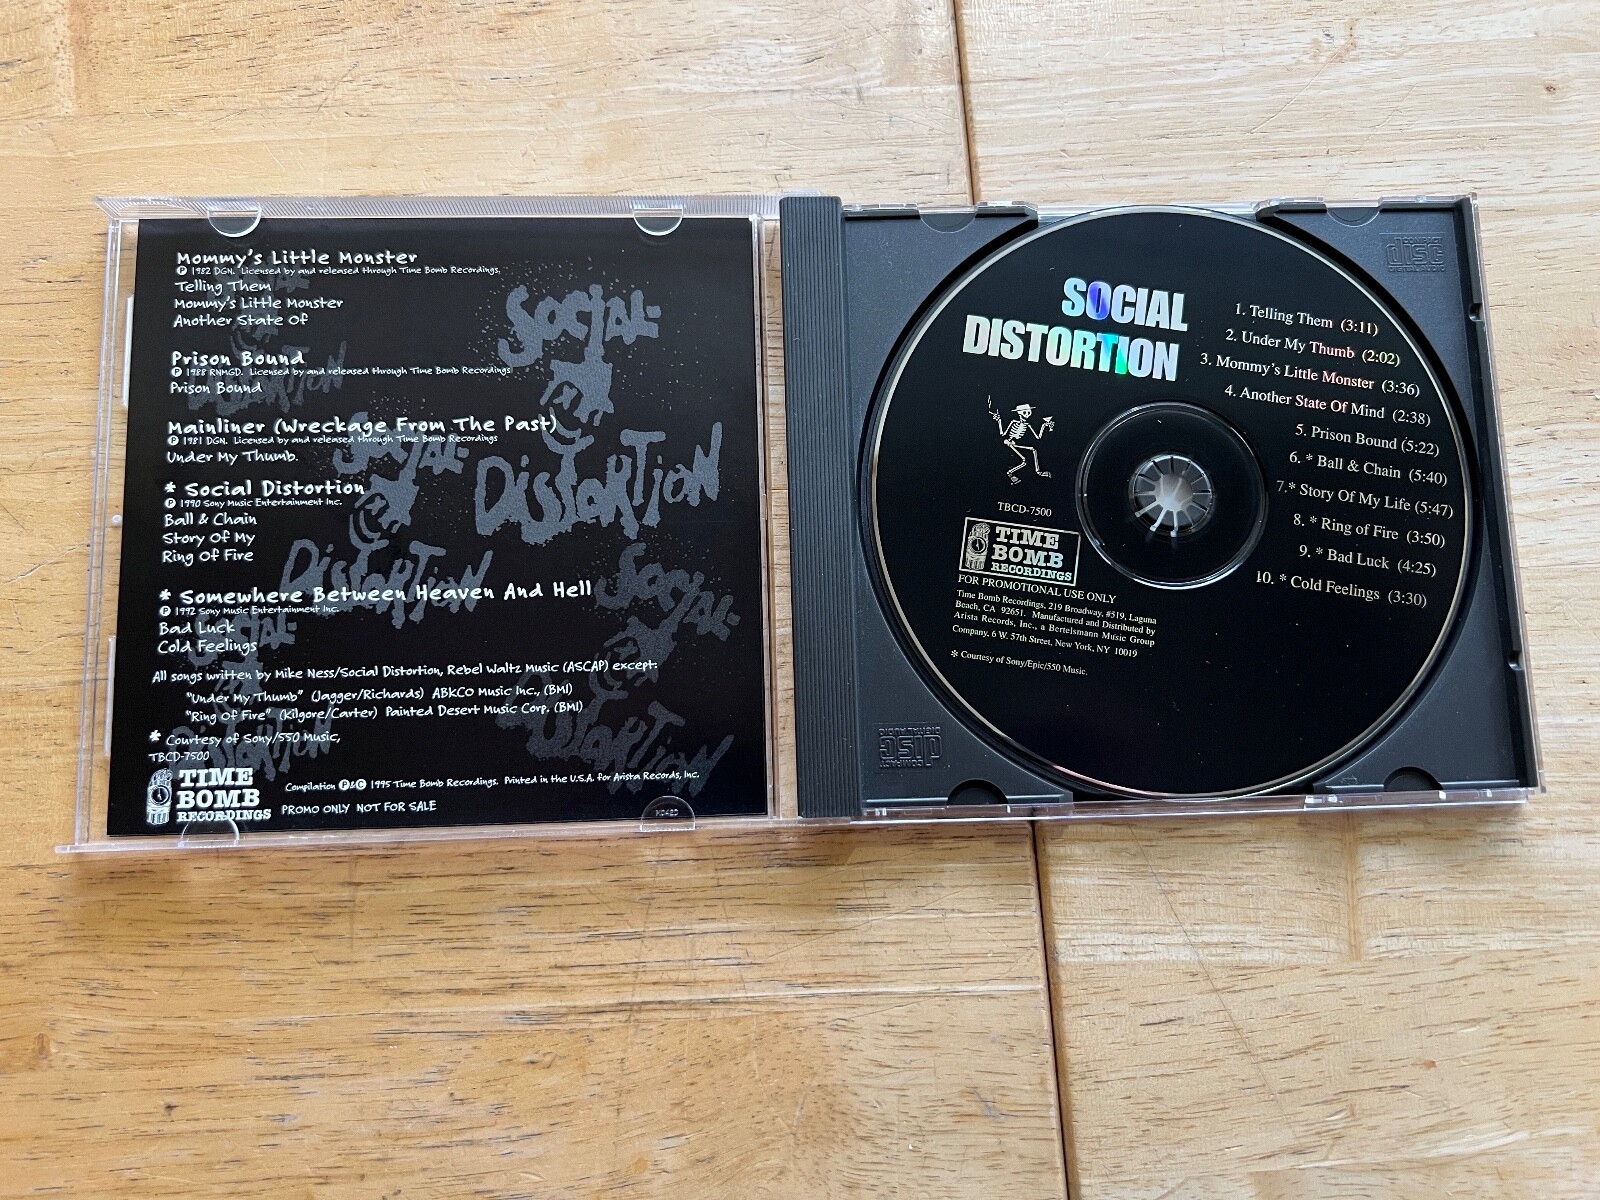 Mommy's Little Monster
℗ 1982 DGN. Licensed by and released through Time Bomb Recordings.
Telling Them
Mommy's Little Monster
Another State Of
Prison Bound
℗ 1988 RNMGD. Licensed by and released through Time Bomb Recordings
Prison Bound
Mainliner (Wreckage From The Past)
℗ 1981 DGN. Licensed by and released through Time Bomb Recordings
Under My Thumb.
* Social Distortion
℗ 1990 Sony Music Entertainment Inc.
Ball & Chain
Story Of My
Ring Of Fire
* Somewhere Between Heaven And Hell
℗ 1992 Sony Music Entertainment Inc.
Bad Luck
Cold Feelings
All songs written by Mike Ness/Social Distortion, Rebel Waltz Music (ASCAP) except:
"Under My Thumb" (Jagger/Richards) ABKCO Music Inc., (BMI)
"Ring Of Fire" (Kilgore/Carter) Painted Desert Music Corp. (BMI)
* Courtesy of Sony/550 Music,
TBCD-7500
TIME
BOMB
RECORDINGS
Compilation ℗&© 1995 Time Bomb Recordings. Printed in the U.S.A. for Arista Records, Inc.
PROMO ONLY NOT FOR SALE
SOCIAL-
DISTORTION
SOCIAL-
DISTORTION
SOCIAL-
DISTORTION
SOCIAL
DISTORTION
1. Telling Them (3:11)
2. Under My Thumb (2:02)
3. Mommy's Little Monster (3:36)
4. Another State Of Mind (2:38)
5. Prison Bound (5:22)
6. * Ball & Chain (5:40)
7.* Story Of My Life (5:47)
8. * Ring of Fire (3:50)
9. * Bad Luck (4:25)
10. * Cold Feelings (3:30)
TBCD-7500
TIME
BOMB
RECORDINGS
FOR PROMOTIONAL USE ONLY
Time Bomb Recordings, 219 Broadway, #519, Laguna
Beach, CA 92651. Manufactured and Distributed by
Arista Records, Inc., a Bertelsmann Music Group
Company, 6 W. 57th Street, New York, NY 10019
* Courtesy of Sony/Epic/550 Music.
COMPACT
disc
DIGITAL AUDIO
COMPACT
disc
DIGITAL AUDIO